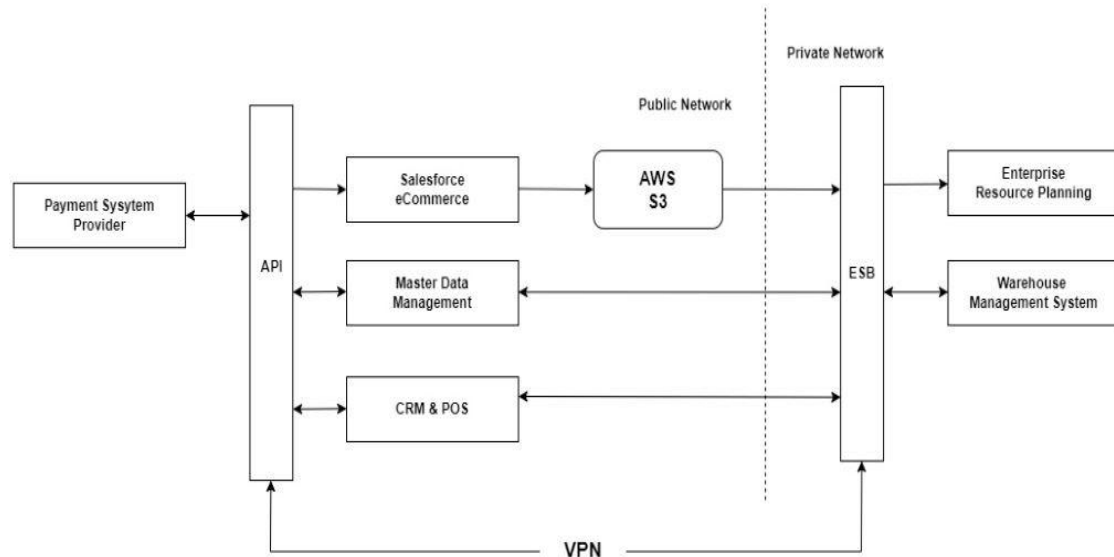 Private Network
Public Network
Salesforce
eCommerce
AWS
S3
Enterprise
Resource Planning
Payment Sysytem
Provider
API
ESB
Master Data
Management
Warehouse
Management System
CRM & POS
VPN